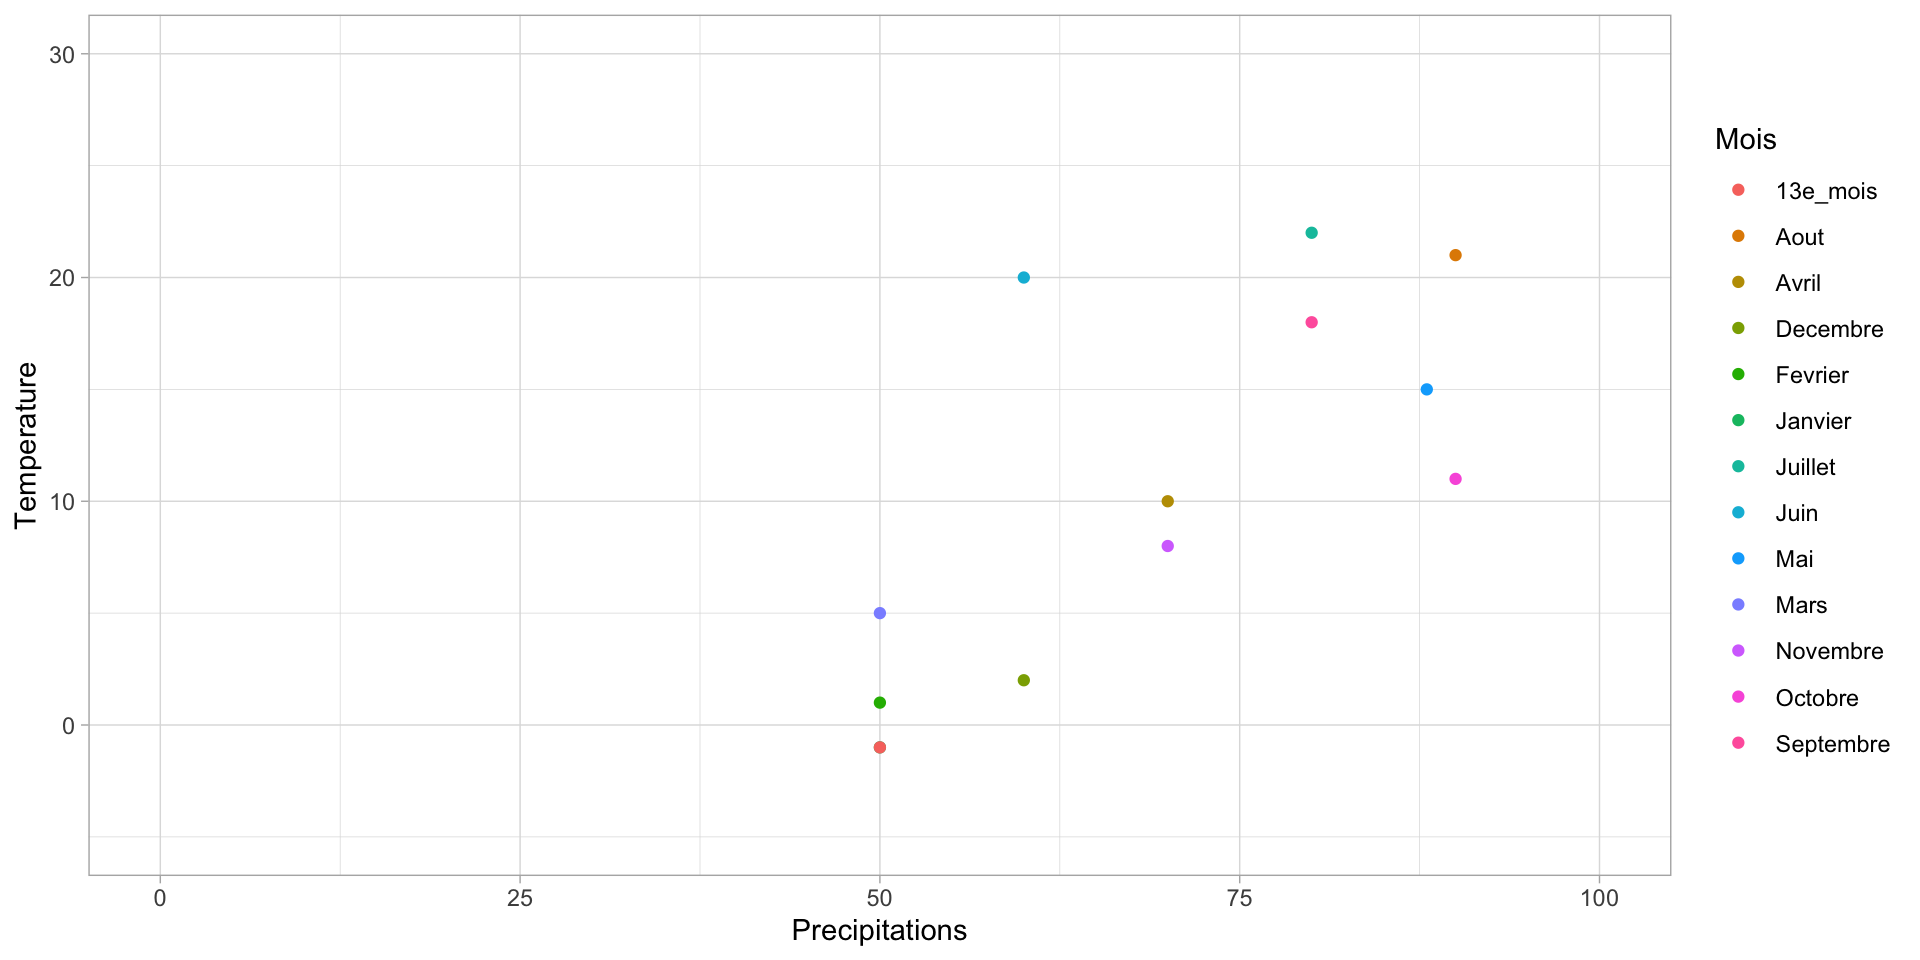 30
20
10
0
Temperature
0 25 50 75 100
Precipitations
Mois
13e_mois
Aout
Avril
Decembre
Fevrier
Janvier
Juillet
Juin
Mai
Mars
Novembre
Octobre
Septembre